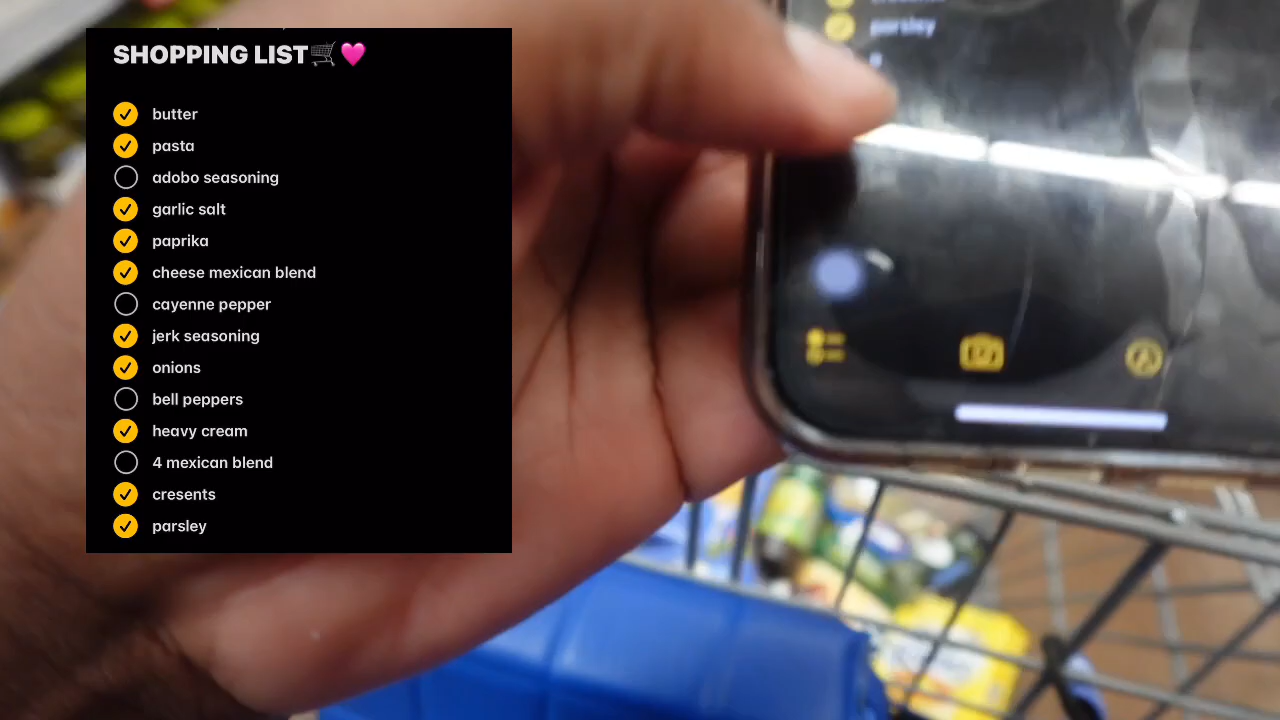 SHOPPING LIST🛒🩷
butter
pasta
adobo seasoning
garlic salt
paprika
cheese mexican blend
cayenne pepper
jerk seasoning
onions
bell peppers
heavy cream
4 mexican blend
cresents
parsley
parsley